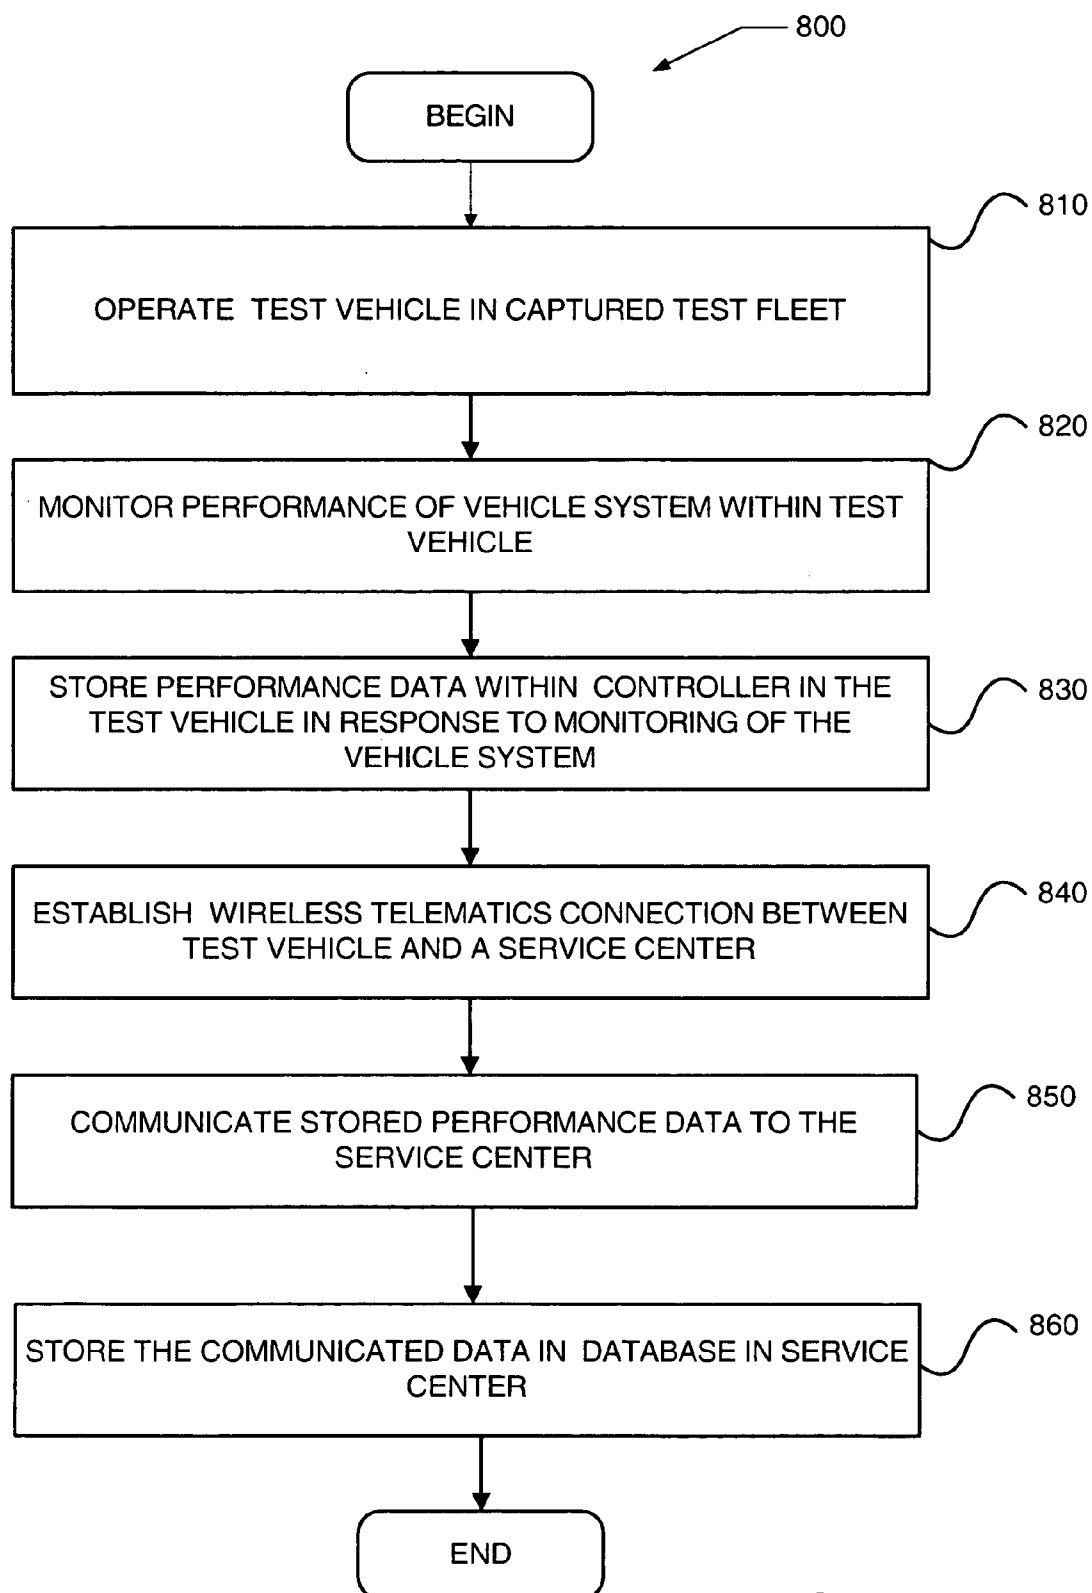 800
BEGIN
810
OPERATE TEST VEHICLE IN CAPTURED TEST FLEET
820
MONITOR PERFORMANCE OF VEHICLE SYSTEM WITHIN TEST
VEHICLE
830
STORE PERFORMANCE DATA WITHIN CONTROLLER IN THE
TEST VEHICLE IN RESPONSE TO MONITORING OF THE
VEHICLE SYSTEM
840
ESTABLISH WIRELESS TELEMATICS CONNECTION BETWEEN
TEST VEHICLE AND A SERVICE CENTER
850
COMMUNICATE STORED PERFORMANCE DATA TO THE
SERVICE CENTER
860
STORE THE COMMUNICATED DATA IN DATABASE IN SERVICE
CENTER
END